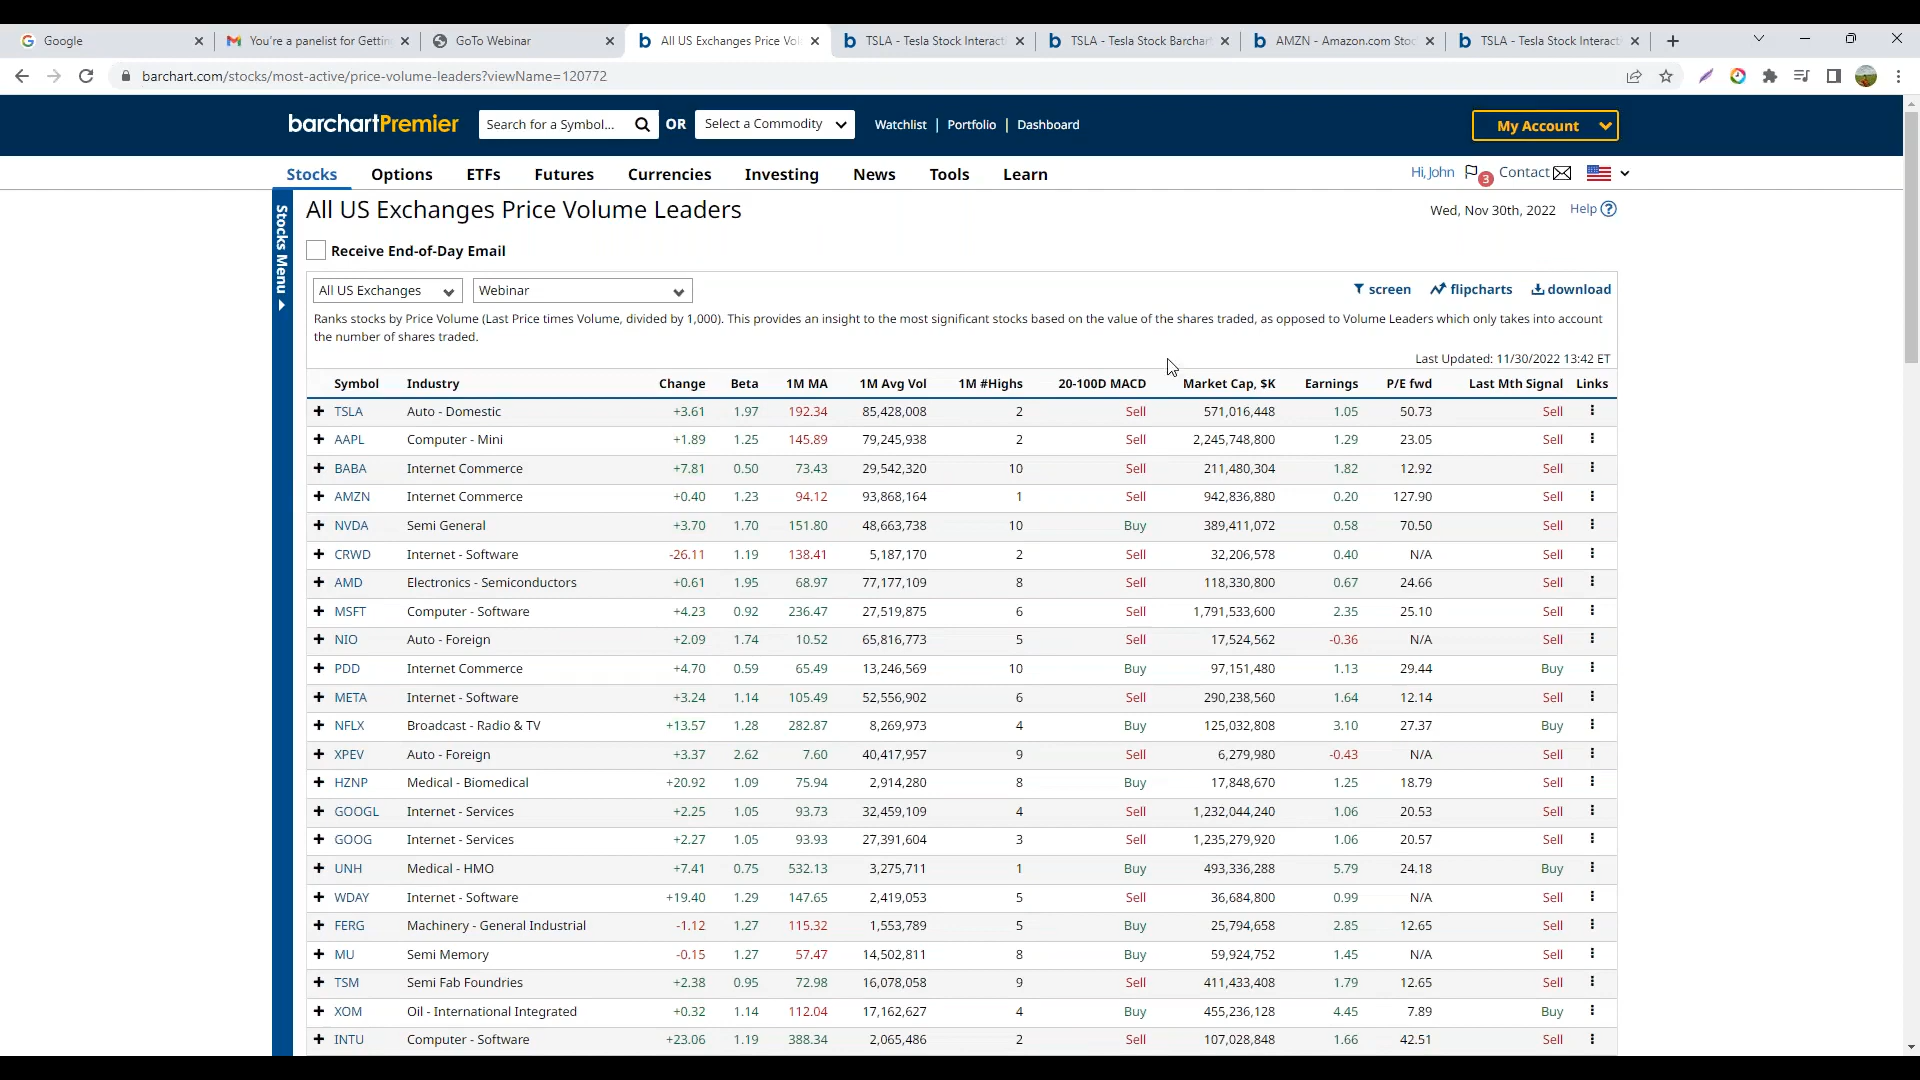 Google
You're a panelist for Gettin
GoTo Webinar
All US Exchanges Price Vol
TSLA - Tesla Stock Interacti
TSLA - Tesla Stock Barchart
AMZN - Amazon.com Stoc
TSLA - Tesla Stock Interacti
barchart.com/stocks/most-active/price-volume-leaders?viewName=120772
barchartPremier Search for a Symbol... OR Select a Commodity Watchlist | Portfolio | Dashboard My Account
Stocks Options ETFs Futures Currencies Investing News Tools Learn Hi, John 3 Contact
Stocks Menu
All US Exchanges Price Volume Leaders Wed, Nov 30th, 2022 Help ?
Receive End-of-Day Email
All US Exchanges Webinar screen flipcharts download
Ranks stocks by Price Volume (Last Price times Volume, divided by 1,000). This provides an insight to the most significant stocks based on the value of the shares traded, as opposed to Volume Leaders which only takes into account
the number of shares traded.
Last Updated: 11/30/2022 13:42 ET
Symbol Industry Change Beta 1M MA 1M Avg Vol 1M #Highs 20-100D MACD Market Cap, $K Earnings P/E fwd Last Mth Signal Links
TSLA Auto - Domestic +3.61 1.97 192.34 85,428,008 2 Sell 571,016,448 1.05 50.73 Sell
AAPL Computer - Mini +1.89 1.25 145.89 79,245,938 2 Sell 2,245,748,800 1.29 23.05 Sell
BABA Internet Commerce +7.81 0.50 73.43 29,542,320 10 Sell 211,480,304 1.82 12.92 Sell
AMZN Internet Commerce +0.40 1.23 94.12 93,868,164 1 Sell 942,836,880 0.20 127.90 Sell
NVDA Semi General +3.70 1.70 151.80 48,663,738 10 Buy 389,411,072 0.58 70.50 Sell
CRWD Internet - Software -26.11 1.19 138.41 5,187,170 2 Sell 32,206,578 0.40 N/A Sell
AMD Electronics - Semiconductors +0.61 1.95 68.97 77,177,109 8 Sell 118,330,800 0.67 24.66 Sell
MSFT Computer - Software +4.23 0.92 236.47 27,519,875 6 Sell 1,791,533,600 2.35 25.10 Sell
NIO Auto - Foreign +2.09 1.74 10.52 65,816,773 5 Sell 17,524,562 -0.36 N/A Sell
PDD Internet Commerce +4.70 0.59 65.49 13,246,569 10 Buy 97,151,480 1.13 29.44 Buy
META Internet - Software +3.24 1.14 105.49 52,556,902 6 Sell 290,238,560 1.64 12.14 Sell
NFLX Broadcast - Radio & TV +13.57 1.28 282.87 8,269,973 4 Buy 125,032,808 3.10 27.37 Buy
XPEV Auto - Foreign +3.37 2.62 7.60 40,417,957 9 Sell 6,279,980 -0.43 N/A Sell
HZNP Medical - Biomedical +20.92 1.09 75.94 2,914,280 8 Buy 17,848,670 1.25 18.79 Sell
GOOGL Internet - Services +2.25 1.05 93.73 32,459,109 4 Sell 1,232,044,240 1.06 20.53 Sell
GOOG Internet - Services +2.27 1.05 93.93 27,391,604 3 Sell 1,235,279,920 1.06 20.57 Sell
UNH Medical - HMO +7.41 0.75 532.13 3,275,711 1 Buy 493,336,288 5.79 24.18 Buy
WDAY Internet - Software +19.40 1.29 147.65 2,419,053 5 Sell 36,684,800 0.99 N/A Sell
FERG Machinery - General Industrial -1.12 1.27 115.32 1,553,789 5 Buy 25,794,658 2.85 12.65 Sell
MU Semi Memory -0.15 1.27 57.47 14,502,811 8 Buy 59,924,752 1.45 N/A Sell
TSM Semi Fab Foundries +2.38 0.95 72.98 16,078,058 9 Sell 411,433,408 1.79 12.65 Sell
XOM Oil - International Integrated +0.32 1.14 112.04 17,162,627 4 Buy 455,236,128 4.45 7.89 Buy
INTU Computer - Software +23.06 1.19 388.34 2,065,486 2 Sell 107,028,848 1.66 42.51 Sell